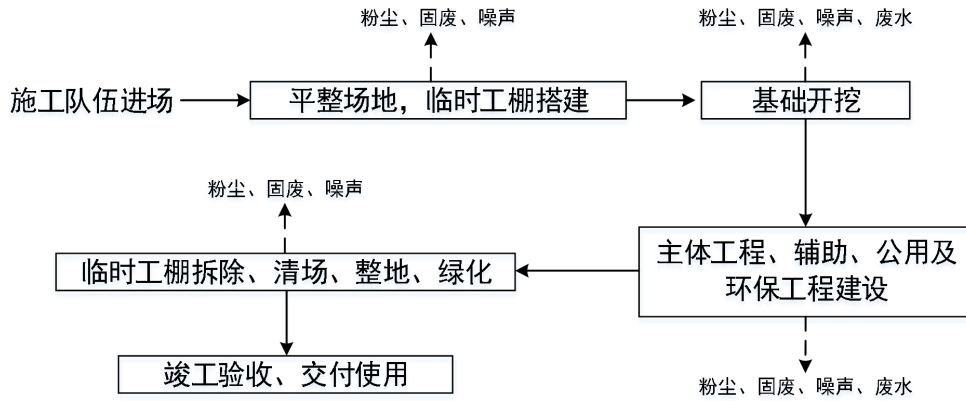 粉尘、固废、噪声
粉尘、固废、噪声、废水
施工队伍进场
平整场地，临时工棚搭建
基础开挖
粉尘、固废、噪声
主体工程、辅助、公用及
环保工程建设
临时工棚拆除、清场、整地、绿化
竣工验收、交付使用
粉尘、固废、噪声、废水